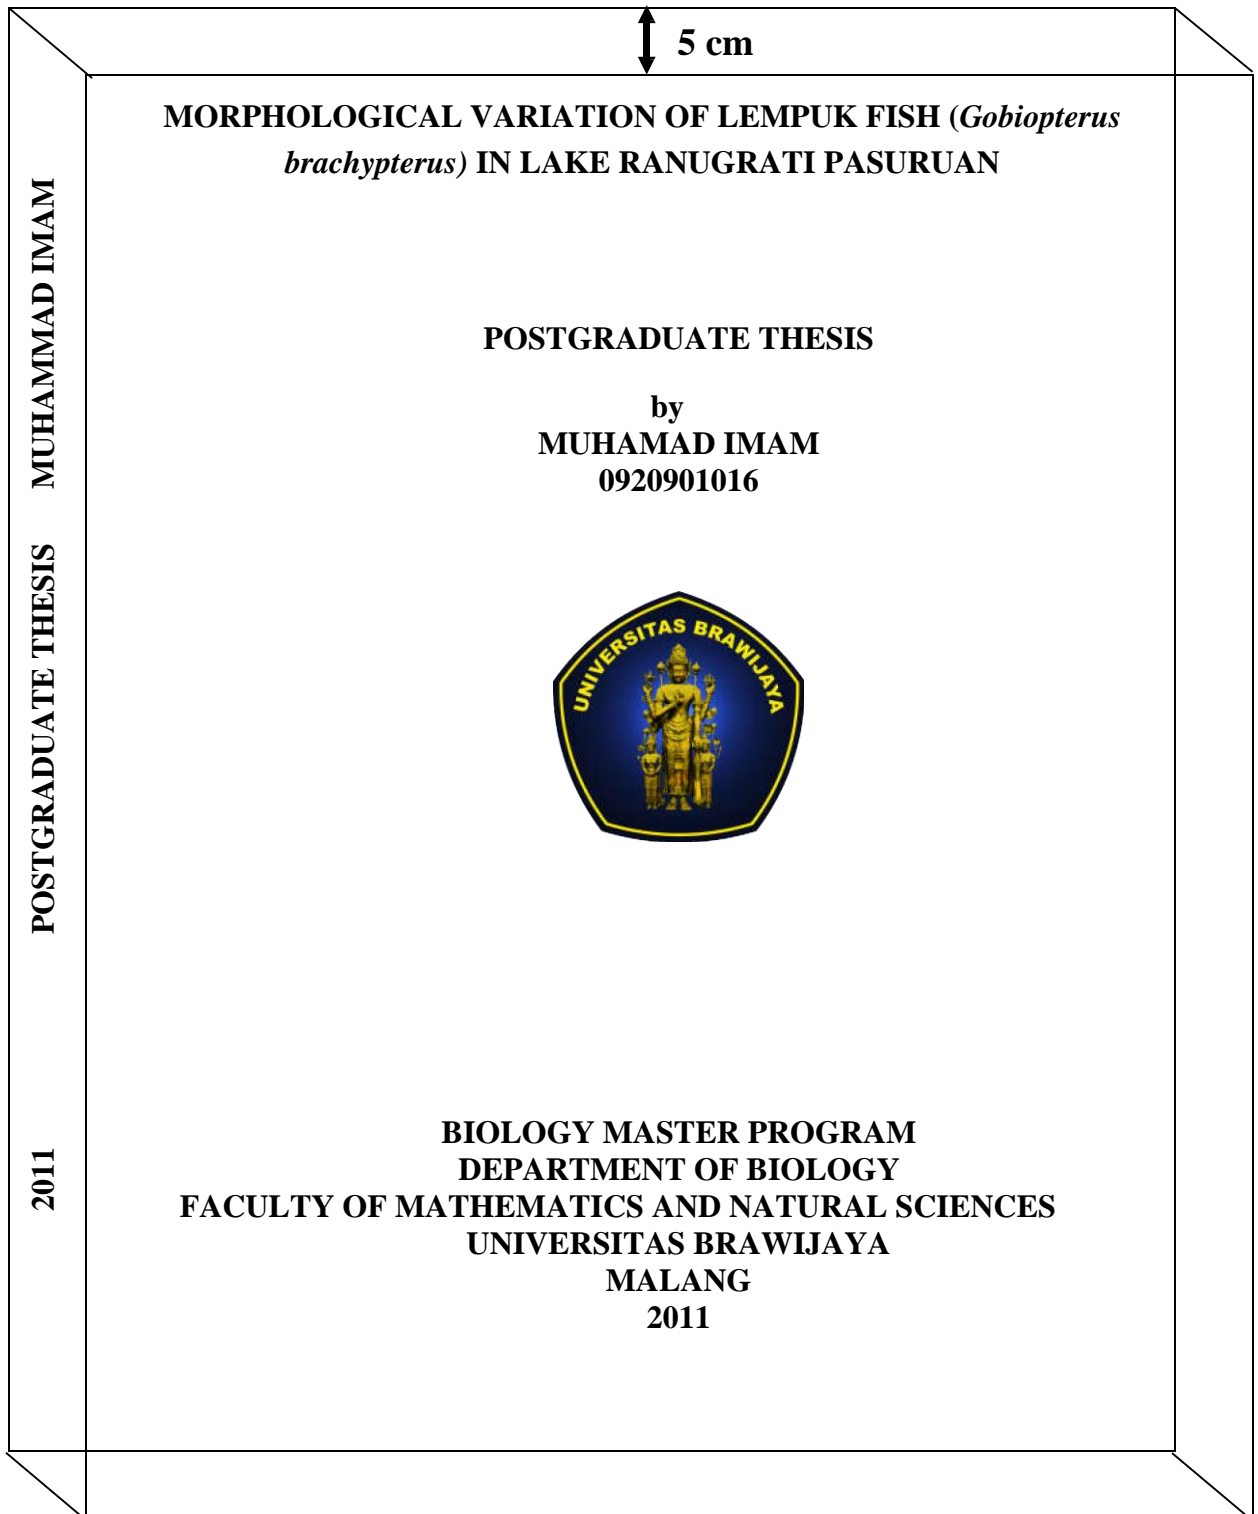 5 cm
MORPHOLOGICAL VARIATION OF LEMPUK FISH (Gobiopterus
brachypterus) IN LAKE RANUGRATI PASURUAN
POSTGRADUATE THESIS
by
MUHAMAD IMAM
0920901016
UNIVERSITAS BRAWIJAYA
BIOLOGY MASTER PROGRAM
DEPARTMENT OF BIOLOGY
FACULTY OF MATHEMATICS AND NATURAL SCIENCES
UNIVERSITAS BRAWIJAYA
MALANG
2011
2011 POSTGRADUATE THESIS MUHAMMAD IMAM